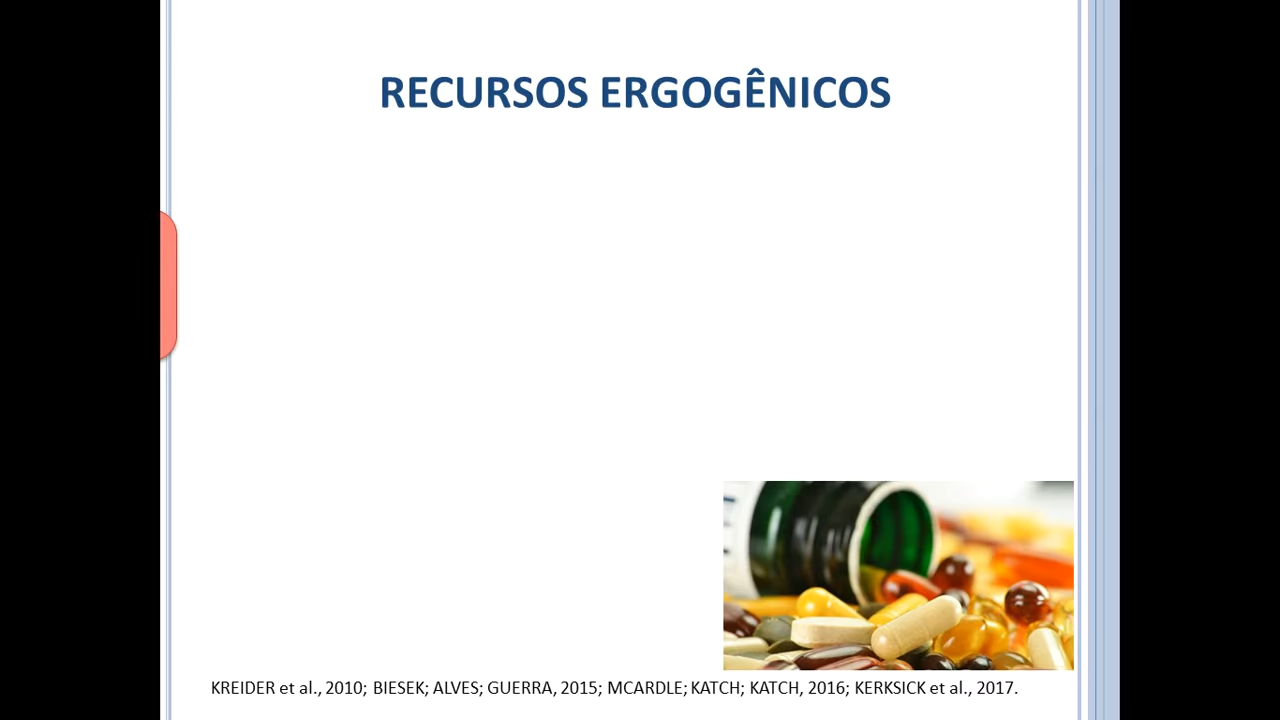 RECURSOS ERGOGÊNICOS
KREIDER et al., 2010; BIESEK; ALVES; GUERRA, 2015; MCARDLE; KATCH; KATCH, 2016; KERKSICK et al., 2017.